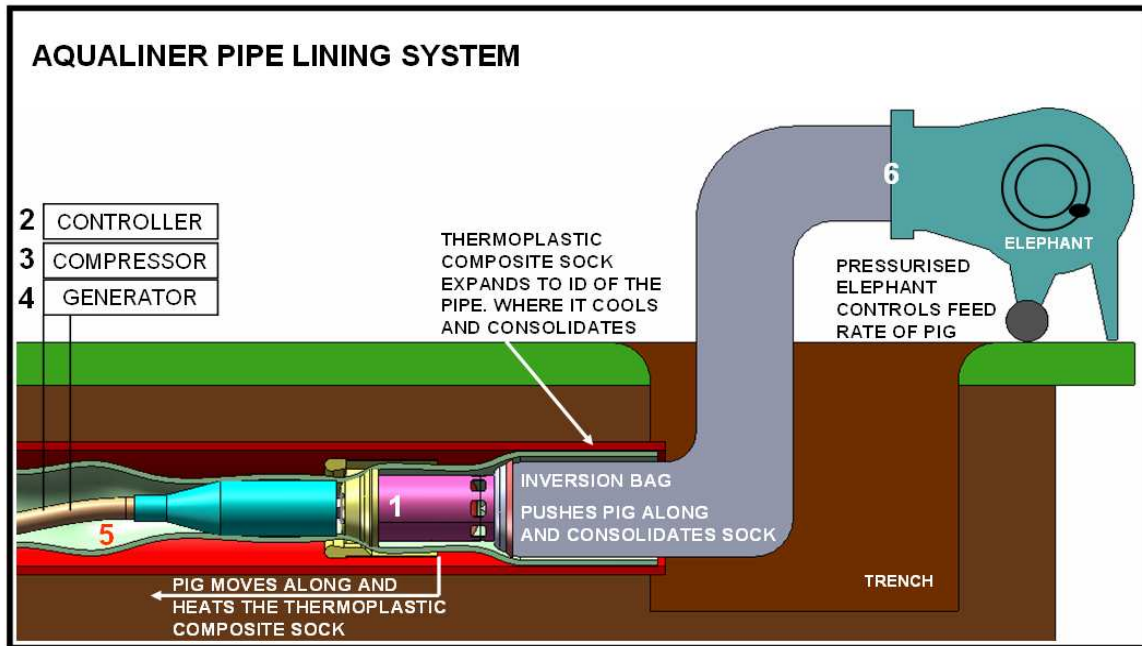 AQUALINER PIPE LINING SYSTEM
2 CONTROLLER
3 COMPRESSOR
4 GENERATOR
THERMOPLASTIC
COMPOSITE SOCK
EXPANDS TO ID OF THE
PIPE. WHERE IT COOLS
AND CONSOLIDATES
6
ELEPHANT
PRESSURISED
ELEPHANT
CONTROLS FEED
RATE OF PIG
1
5
INVERSION BAG
PUSHES PIG ALONG
AND CONSOLIDATES SOCK
PIG MOVES ALONG AND
HEATS THE THERMOPLASTIC
COMPOSITE SOCK
TRENCH